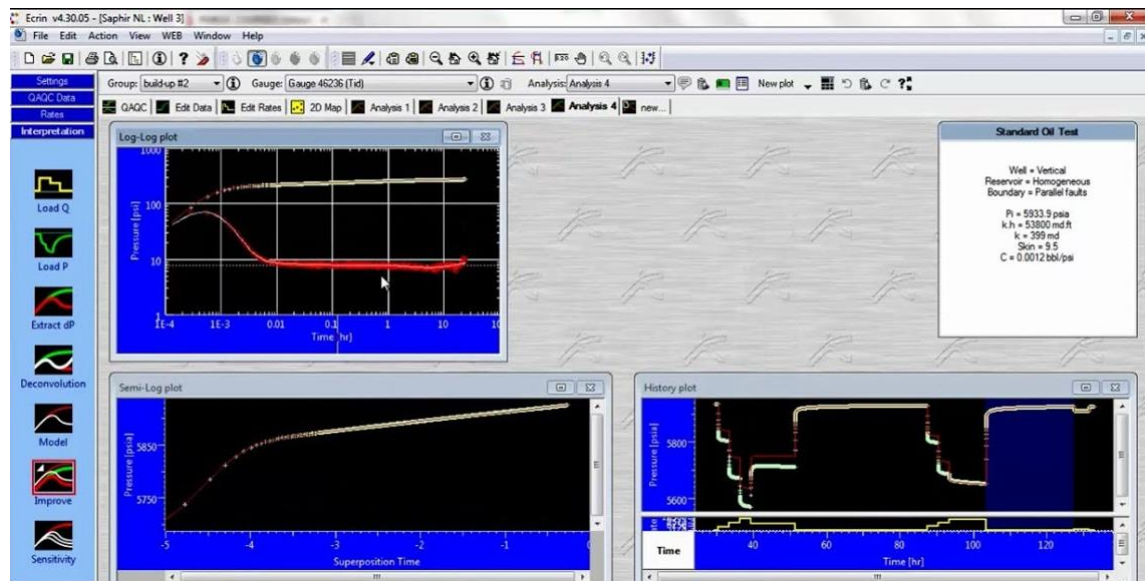 Ecrin v4.30.05 - [Saphir NL : Well 3]
File Edit Action View WEB Window Help
Settings
QAQC Data
Rates
Interpretation
Load Q
Load P
Extract dP
Deconvolution
Model
Improve
Sensitivity
Group: build-up #2 Gauge: Gauge 46236 (Tid) Analysis: Analysis 4 New plot
QAQC Edit Data Edit Rates 2D Map Analysis 1 Analysis 2 Analysis 3 Analysis 4 new...
Log-Log plot
Pressure [psi]
1000
100
10
1
1E-4 1E-3 0.01 0.1 1 10
Time [hr]
Standard Oil Test
Well = Vertical
Reservoir = Homogeneous
Boundary = Parallel faults
Pi = 5933.9 psia
k.h = 53800 md.ft
k = 399 md
Skin = 9.5
C = 0.0012 bbl/psi
Semi-Log plot
Pressure [psia]
5850
5750
-5 -4 -3 -2 -1
Superposition Time
History plot
Pressure [psia]
5800
5600
Time
40 60 80 100 120
Time [hr]